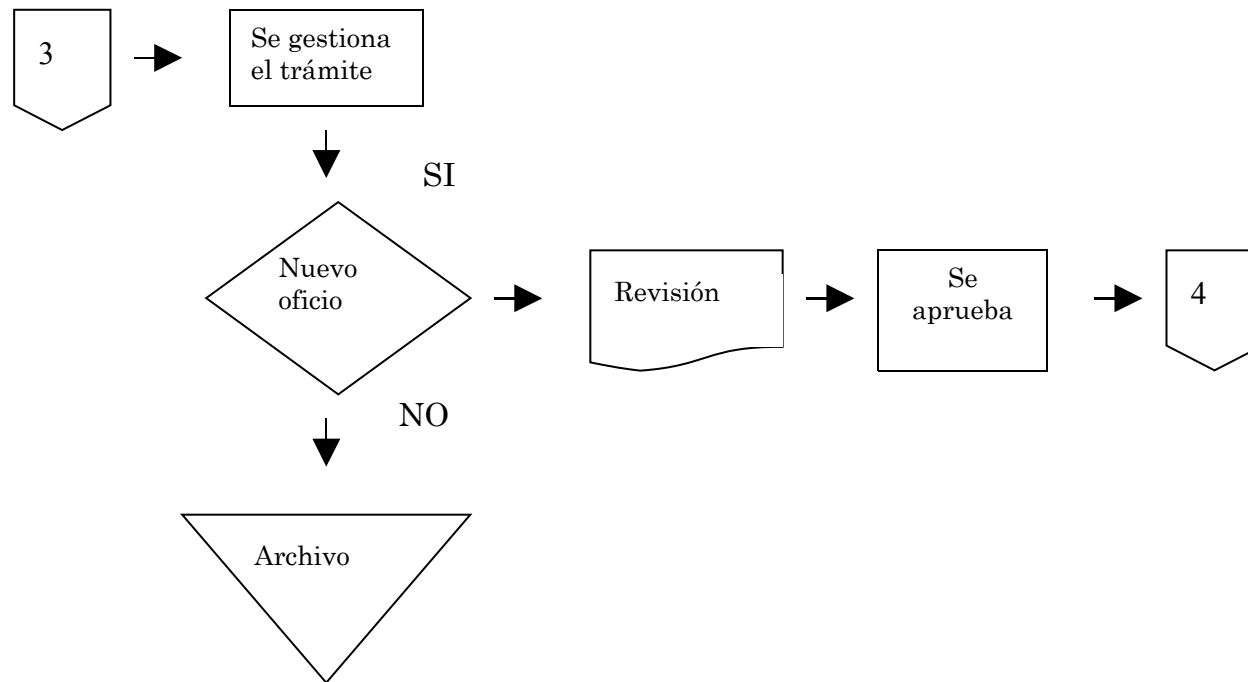 3
Se gestiona
el trámite
SI
Nuevo
oficio
Revisión
Se
aprueba
4
NO
Archivo